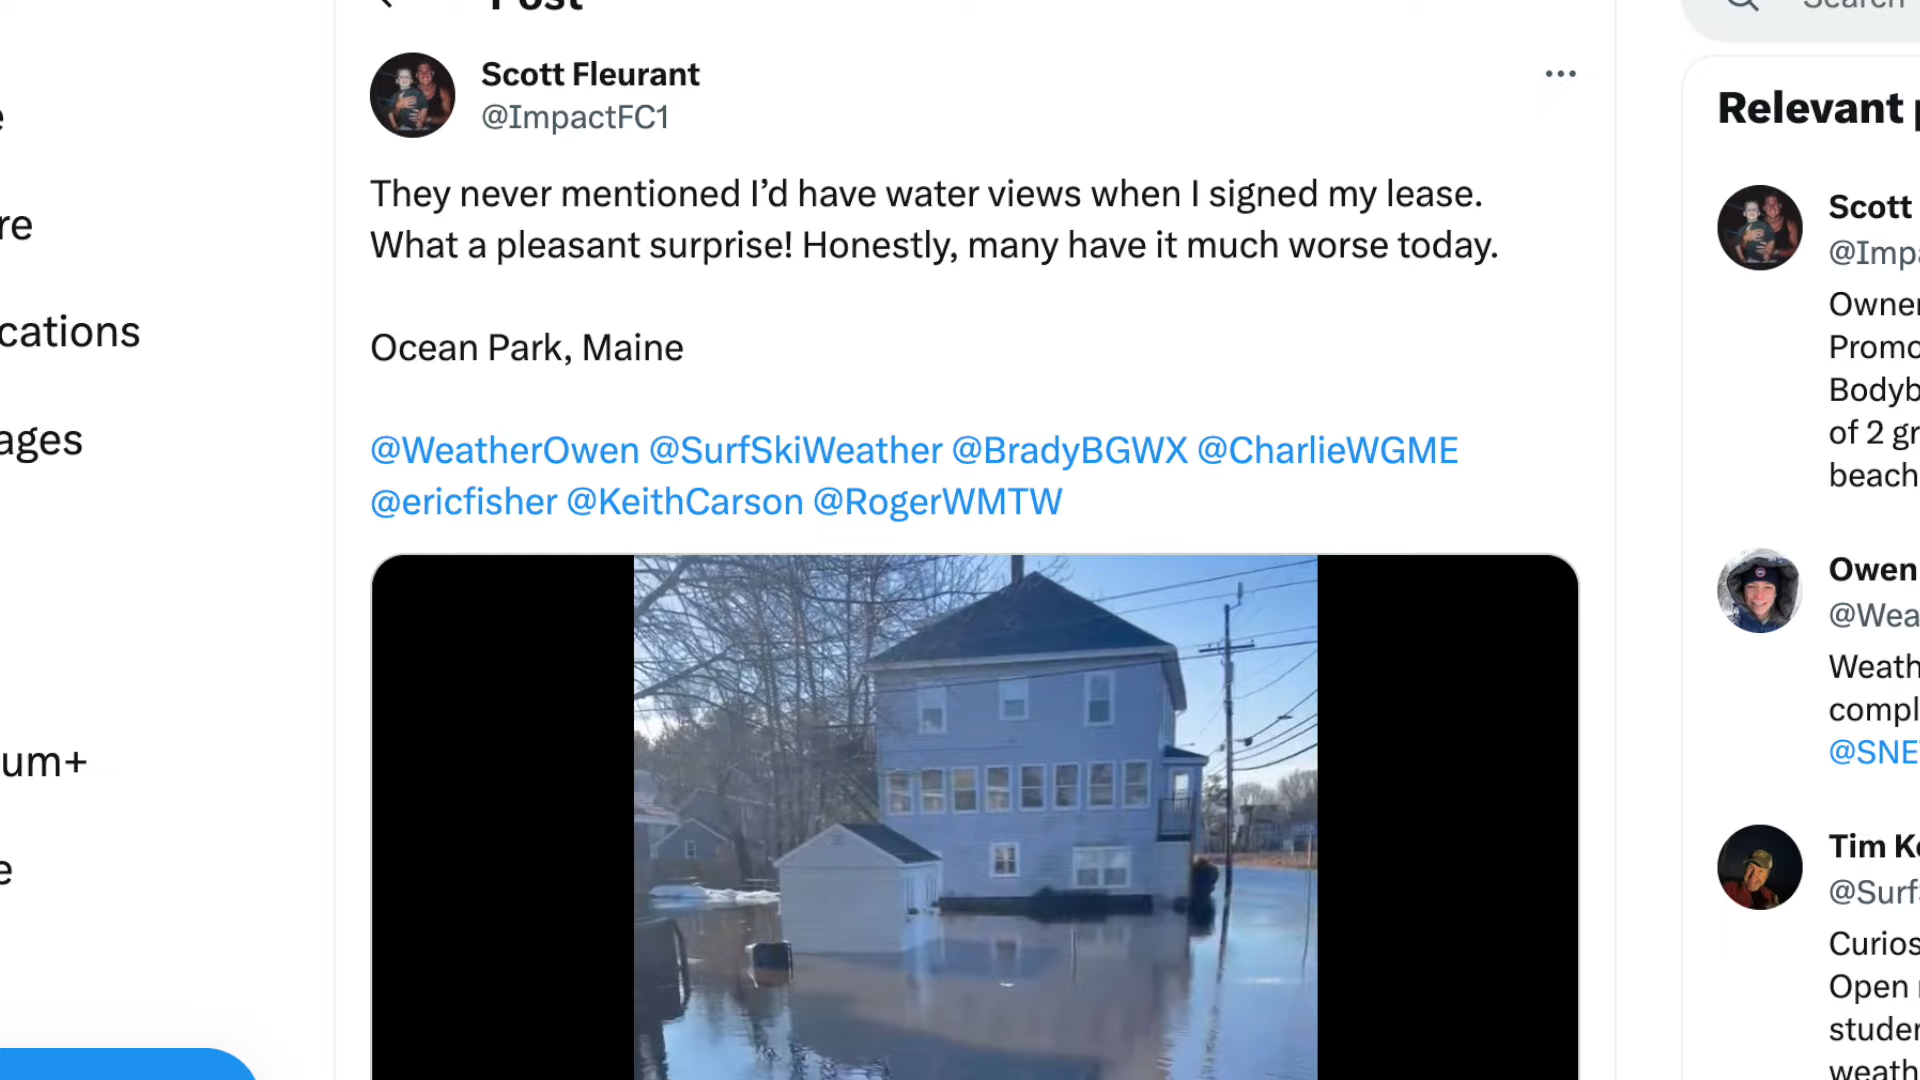 Post
Search
Scott Fleurant
@ImpactFC1
They never mentioned I’d have water views when I signed my lease.
What a pleasant surprise! Honestly, many have it much worse today.
Ocean Park, Maine
@WeatherOwen @SurfSkiWeather @BradyBGWX @CharlieWGME
@ericfisher @KeithCarson @RogerWMTW
e
re
cations
ages
um+
e
Relevant p
Scott
@Impa
Owner
Promo
Bodyb
of 2 gr
beach
Owen
@Wea
Weath
compl
@SNE
Tim Ke
@Surf
Curios
Open
studer
weath